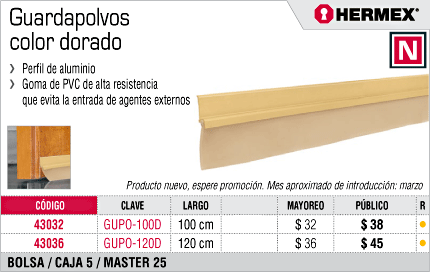 Guardapolvos
color dorado
HERMEX®
N
Perfil de aluminio
Goma de PVC de alta resistencia
que evita la entrada de agentes externos
Producto nuevo, espere promoción. Mes aproximado de introducción: marzo
CÓDIGO CLAVE LARGO MAYOREO PÚBLICO R
43032 GUPO-100D 100 cm $ 32 $ 38
43036 GUPO-120D 120 cm $ 36 $ 45
BOLSA / CAJA 5 / MASTER 25